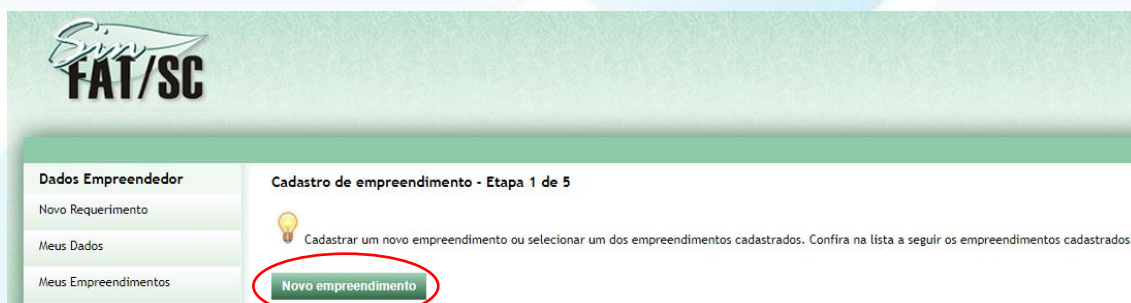 Sin
FAT/SC
Dados Empreendedor
Novo Requerimento
Meus Dados
Meus Empreendimentos
Cadastro de empreendimento - Etapa 1 de 5
Cadastrar um novo empreendimento ou selecionar um dos empreendimentos cadastrados. Confira na lista a seguir os empreendimentos cadastrados
Novo empreendimento